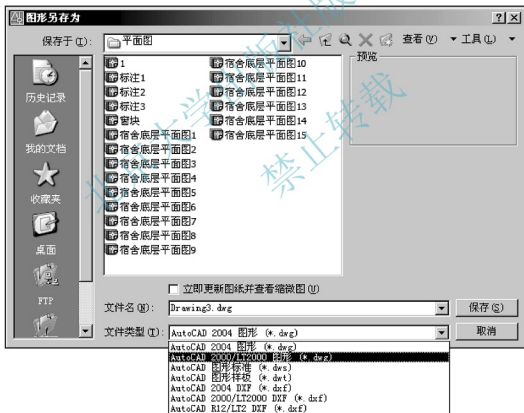 图形另存为
保存于(I):
平面图
查看(V)
工具(L)
历史记录
我的文档
收藏夹
桌面
FTP
1
标注1
标注2
标注3
窗块
宿舍底层平面图1
宿舍底层平面图2
宿舍底层平面图3
宿舍底层平面图4
宿舍底层平面图5
宿舍底层平面图6
宿舍底层平面图7
宿舍底层平面图8
宿舍底层平面图9
宿舍底层平面图10
宿舍底层平面图11
宿舍底层平面图12
宿舍底层平面图13
宿舍底层平面图14
宿舍底层平面图15
预览
立即更新图纸并查看缩微图(U)
文件名(N):
Drawing3.dwg
保存(S)
文件类型(T):
AutoCAD 2004 图形 (*.dwg)
取消
AutoCAD 2004 图形 (*.dwg)
AutoCAD 2000/LT2000 图形 (*.dwg)
AutoCAD 图形标准 (*.dws)
AutoCAD 图形样板 (*.dwt)
AutoCAD 2004 DXF (*.dxf)
AutoCAD 2000/LT2000 DXF (*.dxf)
AutoCAD R12/LT2 DXF (*.dxf)
禁止转载